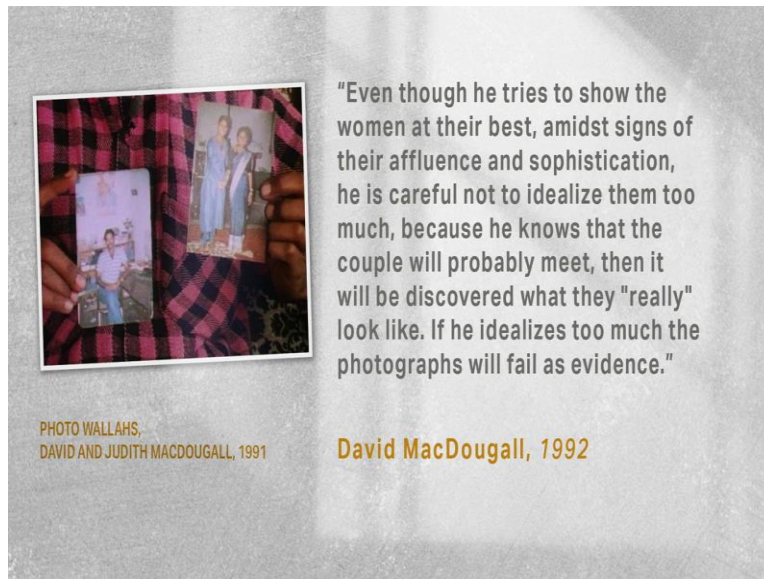 “Even though he tries to show the
women at their best, amidst signs of
their affluence and sophistication,
he is careful not to idealize them too
much, because he knows that the
couple will probably meet, then it
will be discovered what they "really"
look like. If he idealizes too much the
photographs will fail as evidence.”
PHOTO WALLAHS,
DAVID AND JUDITH MACDOUGALL, 1991
David MacDougall, 1992